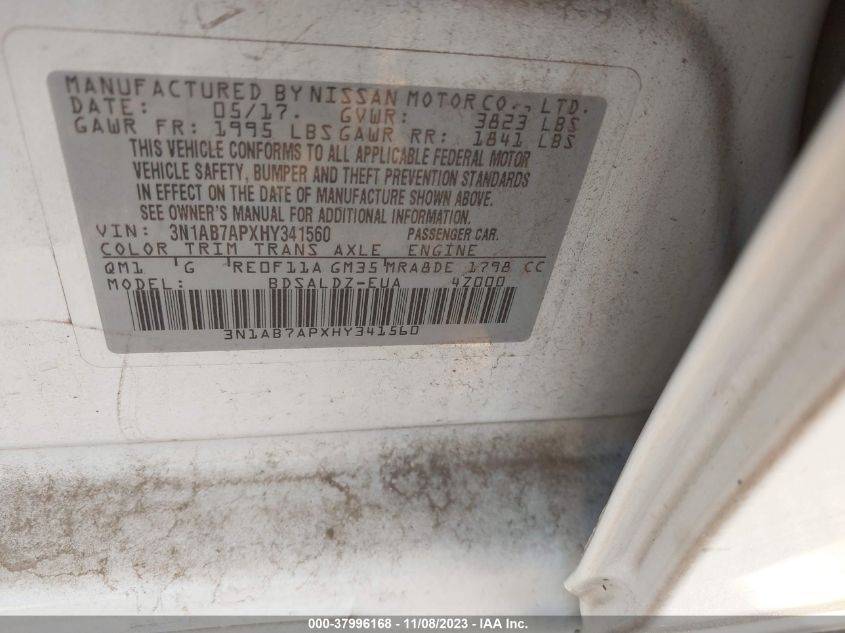 MANUFACTURED BY NISSAN MOTOR CO., LTD.
DATE: 05/17. GVWR: 3823 LBS
GAWR FR: 1995 LBS GAWR RR: 1841 LBS
THIS VEHICLE CONFORMS TO ALL APPLICABLE FEDERAL MOTOR
VEHICLE SAFETY, BUMPER AND THEFT PREVENTION STANDARDS
IN EFFECT ON THE DATE OF MANUFACTURE SHOWN ABOVE.
SEE OWNER'S MANUAL FOR ADDITIONAL INFORMATION.
VIN: 3N1AB7APXHY341560 PASSENGER CAR.
COLOR TRIM TRANS AXLE ENGINE
QM1 G RE0F11A GM35 MRA8DE 1798 CC
MODEL: BDSALDZ-EUA 4Z000
3N1AB7APXHY341560
000-37996168 - 11/08/2023 - IAA Inc.